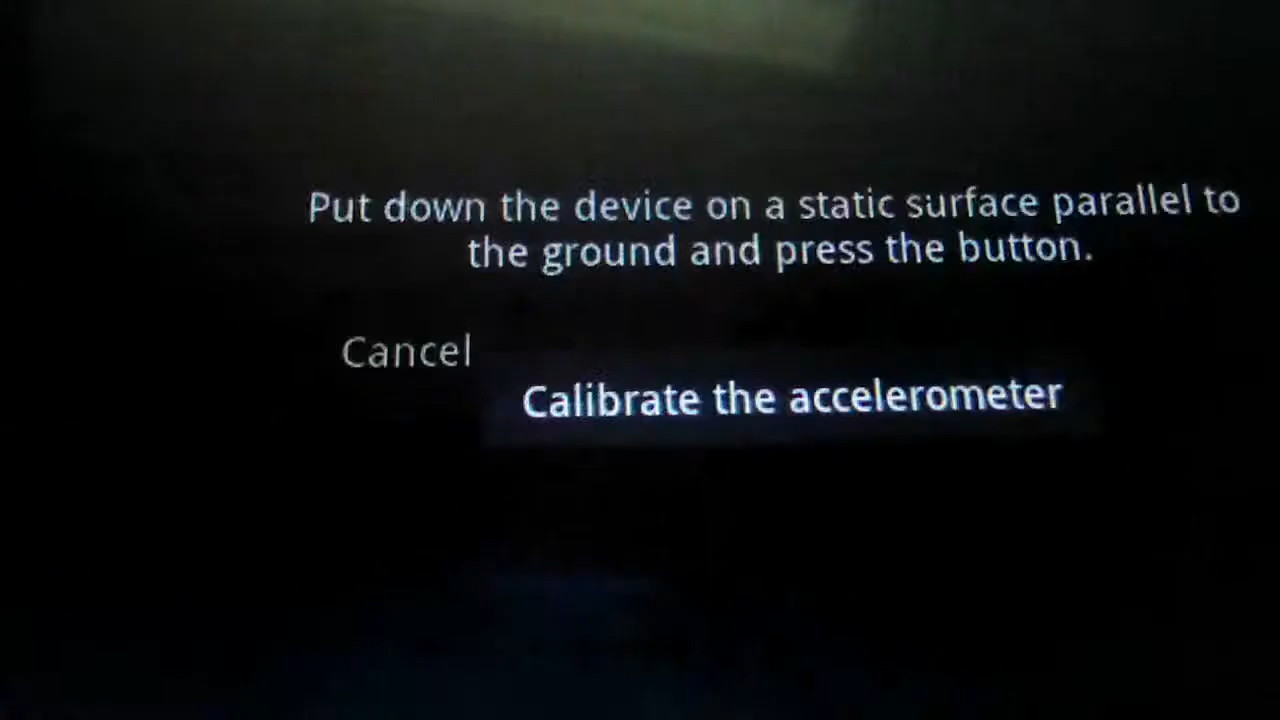 Put down the device on a static surface parallel to
the ground and press the button.
Cancel
Calibrate the accelerometer